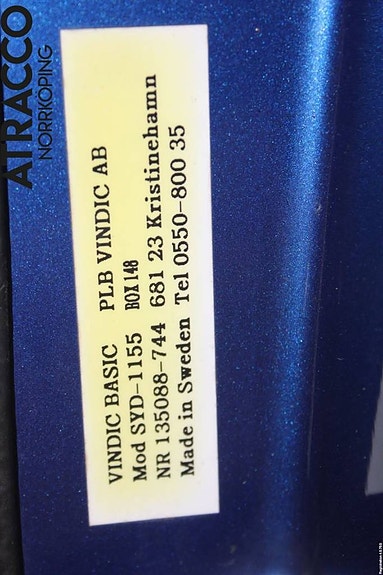 ATRACCO
NORRKÖPING
VINDIC BASIC PLB VINDIC AB
Mod SYD-1155 BOX 148
NR 135088-744 681 23 Kristinehamn
Made in Sweden Tel 0550-800 35